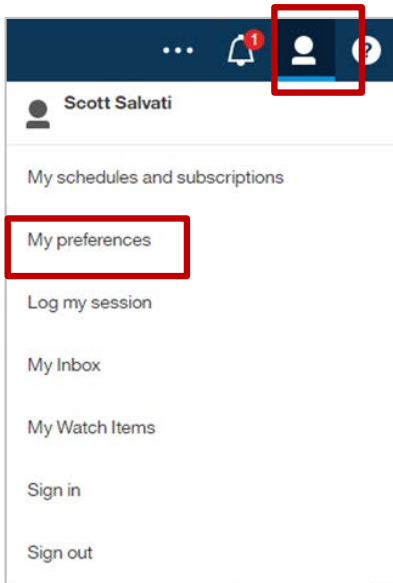 ... 1 ?
Scott Salvati
My schedules and subscriptions
My preferences
Log my session
My Inbox
My Watch Items
Sign in
Sign out